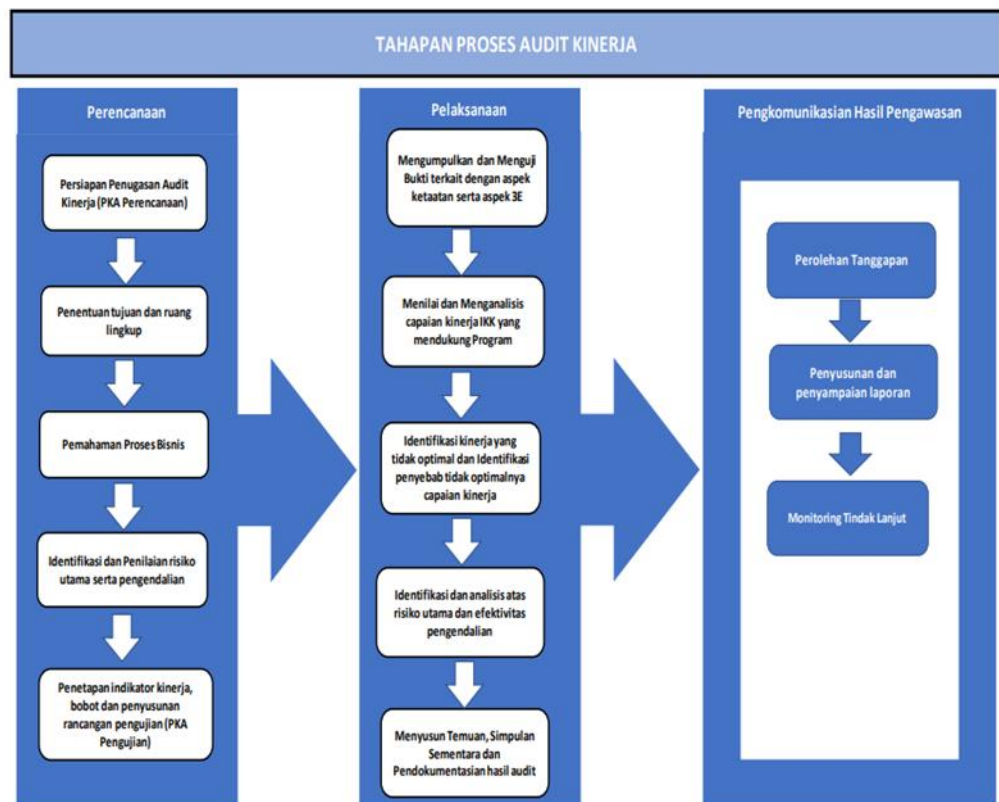 TAHAPAN PROSES AUDIT KINERJA
Perencanaan
Persiapan Penugasan Audit
Kinerja (PKA Perencanaan)
Penentuan tujuan dan ruang
lingkup
Pemahaman Proses Bisnis
Identifikasi dan Penilaian risiko
utama serta pengendalian
Penetapan indikator kinerja,
bobot dan penyusunan
rancangan pengujian (PKA
Pengujian)
Pelaksanaan
Mengumpulkan dan Menguji
Bukti terkait dengan aspek
ketaatan serta aspek 3E
Menilai dan Menganalisis
capaian kinerja IKK yang
mendukung Program
Identifikasi kinerja yang
tidak optimal dan Identifikasi
penyebab tidak optimalnya
capaian kinerja
Identifikasi dan analisis atas
risiko utama dan efektivitas
pengendalian
Menyusun Temuan, Simpulan
Sementara dan
Pendokumentasian hasil audit
Pengkomunikasian Hasil Pengawasan
Perolehan Tanggapan
Penyusunan dan
penyampaian laporan
Monitoring Tindak Lanjut